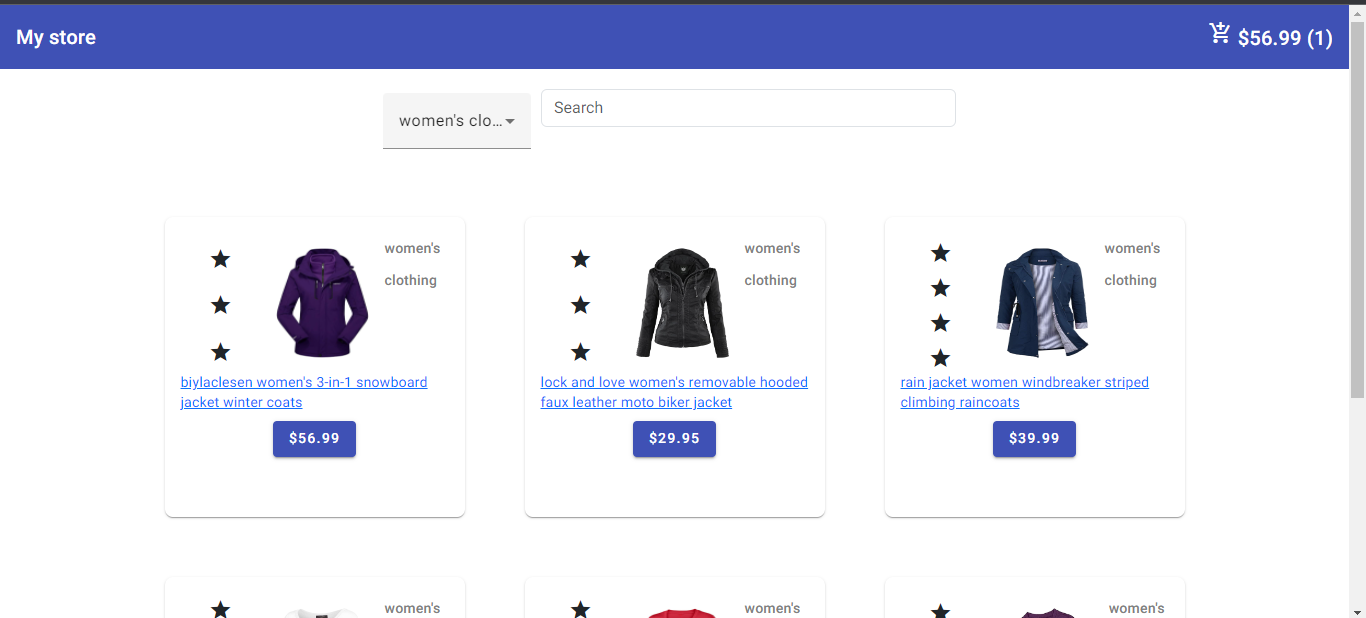 My store
$56.99 (1)
women's clo...
Search
women's
clothing
biylaclesen women's 3-in-1 snowboard
jacket winter coats
$56.99
women's
clothing
lock and love women's removable hooded
faux leather moto biker jacket
$29.95
women's
clothing
rain jacket women windbreaker striped
climbing raincoats
$39.99
women's
women's
women's